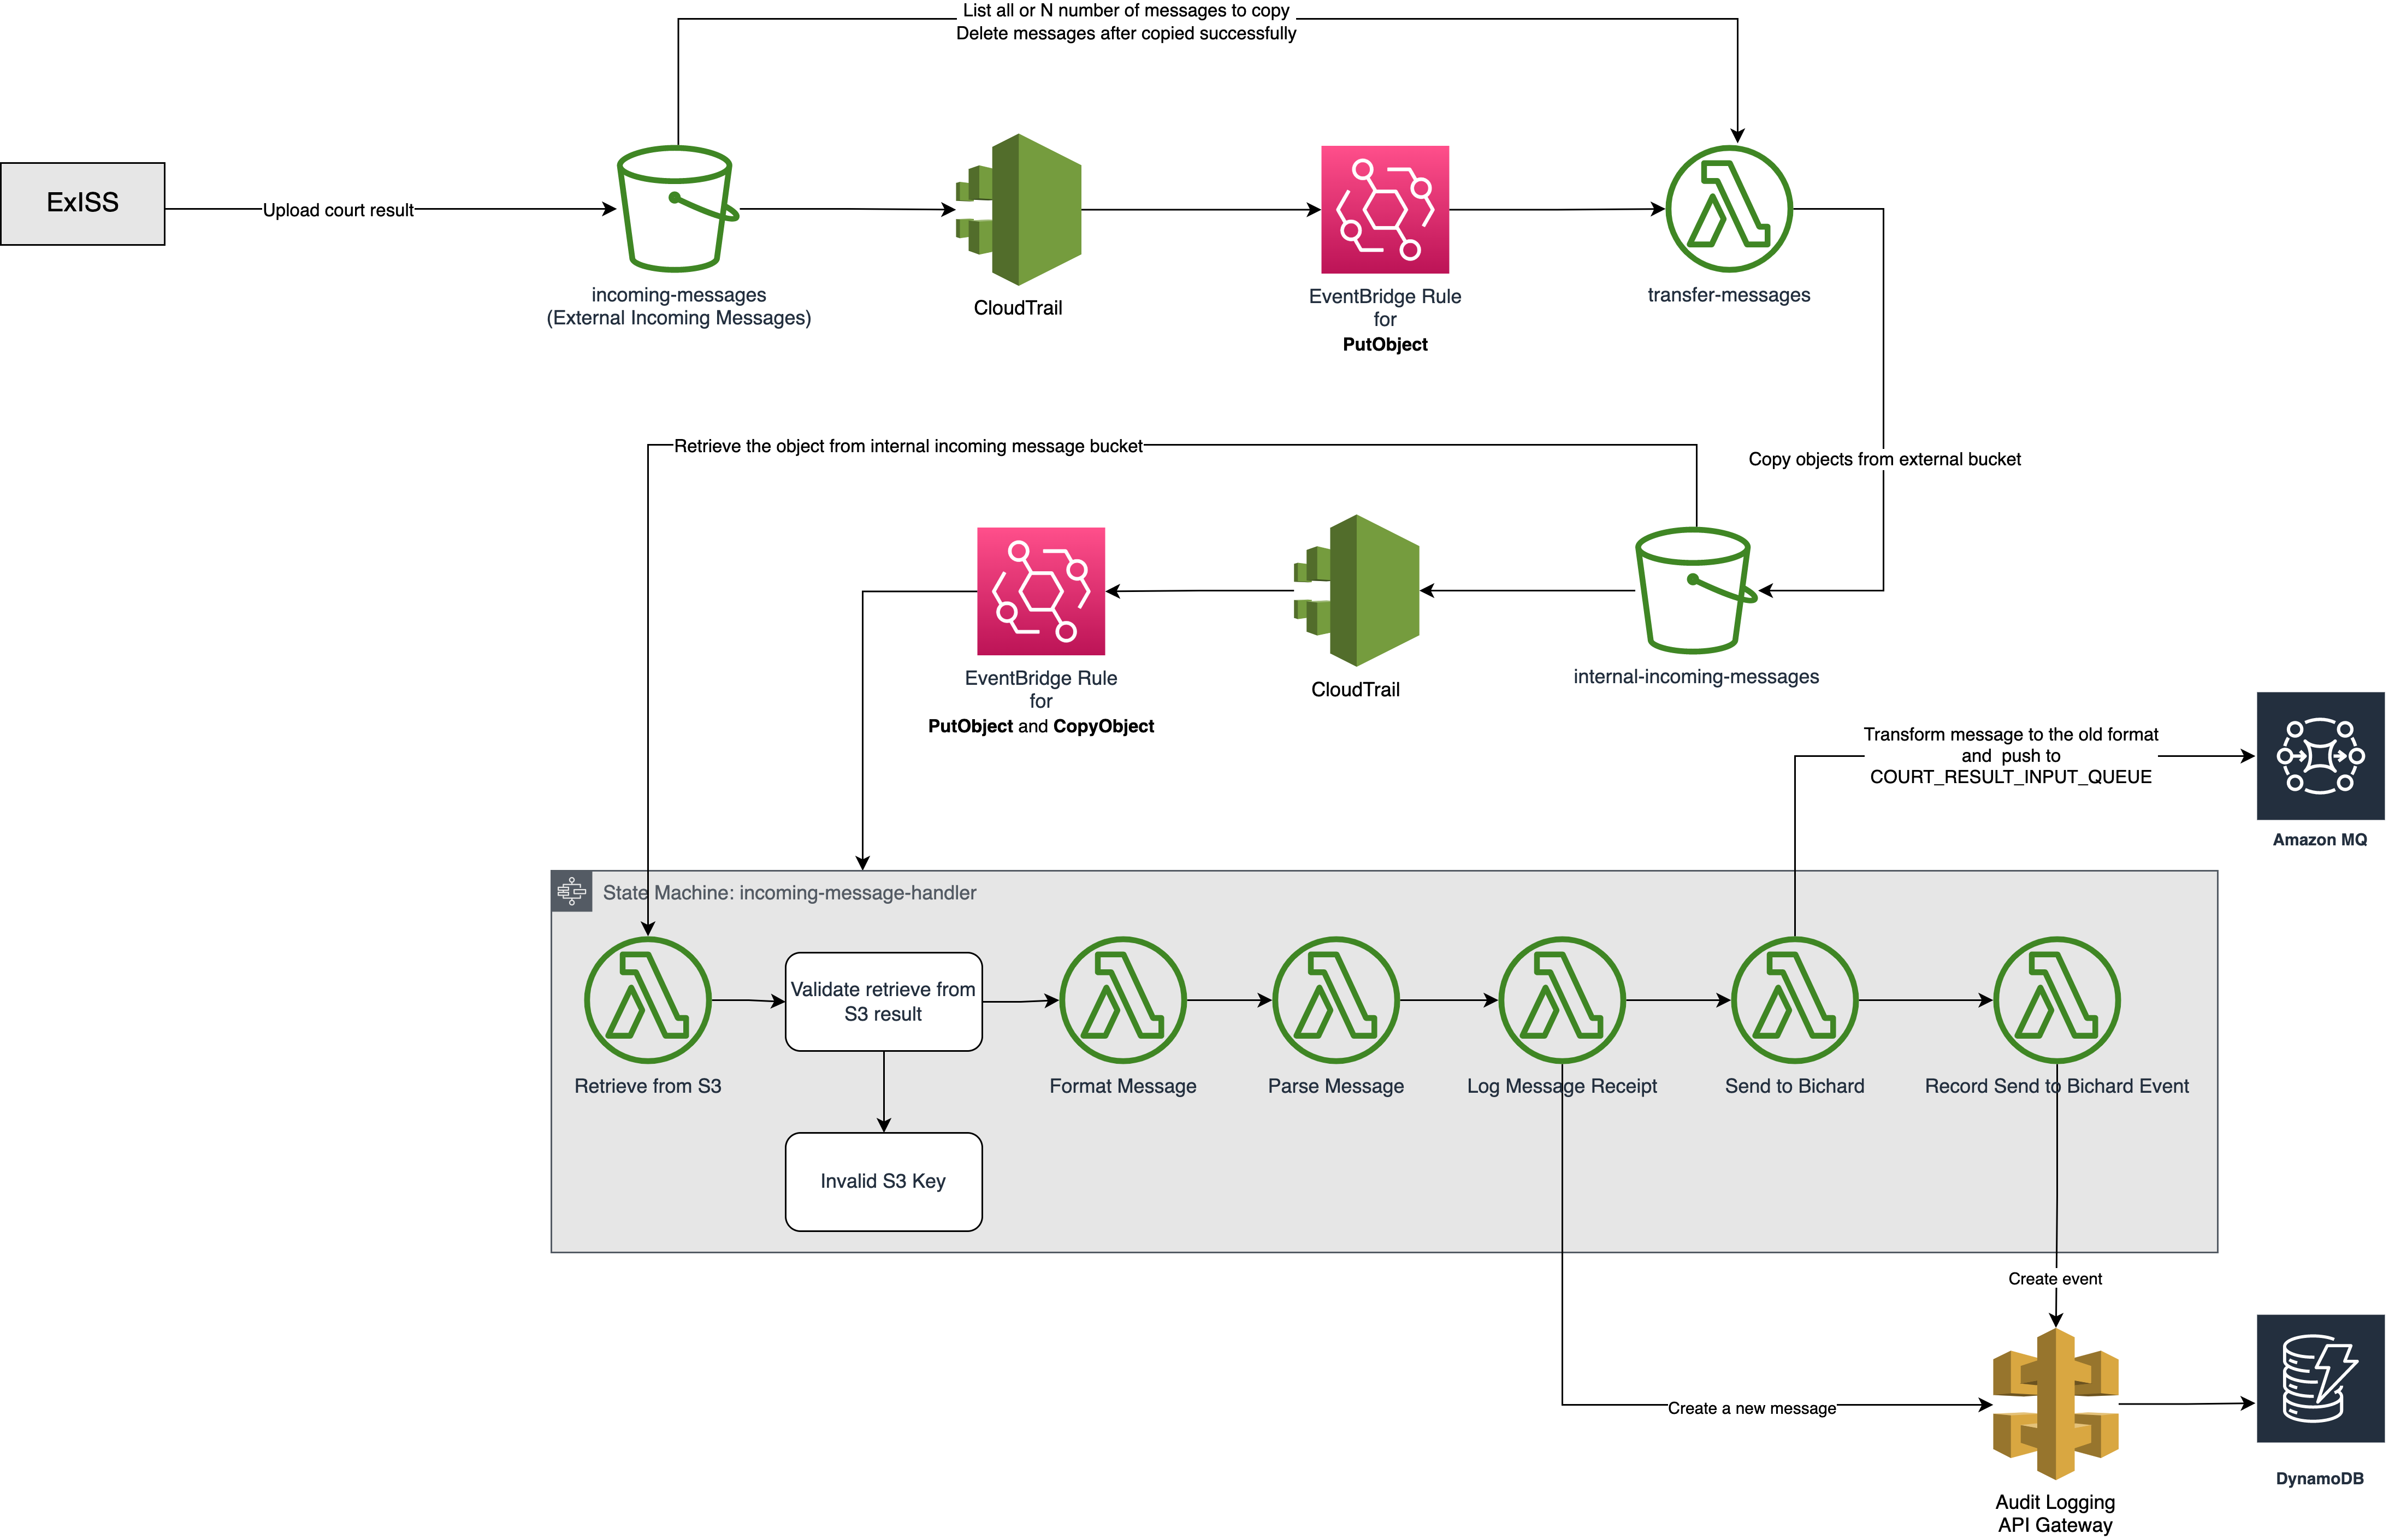 List all or N number of messages to copy
Delete messages after copied successfully
ExISS
Upload court result
incoming-messages
(External Incoming Messages)
CloudTrail
EventBridge Rule
for
PutObject
transfer-messages
Retrieve the object from internal incoming message bucket
Copy objects from external bucket
EventBridge Rule
for
PutObject and CopyObject
CloudTrail
internal-incoming-messages
Transform message to the old format
and push to
COURT_RESULT_INPUT_QUEUE
Amazon MQ
State Machine: incoming-message-handler
Validate retrieve from
S3 result
Retrieve from S3
Format Message
Parse Message
Log Message Receipt
Send to Bichard
Record Send to Bichard Event
Invalid S3 Key
Create event
Create a new message
DynamoDB
Audit Logging
API Gateway